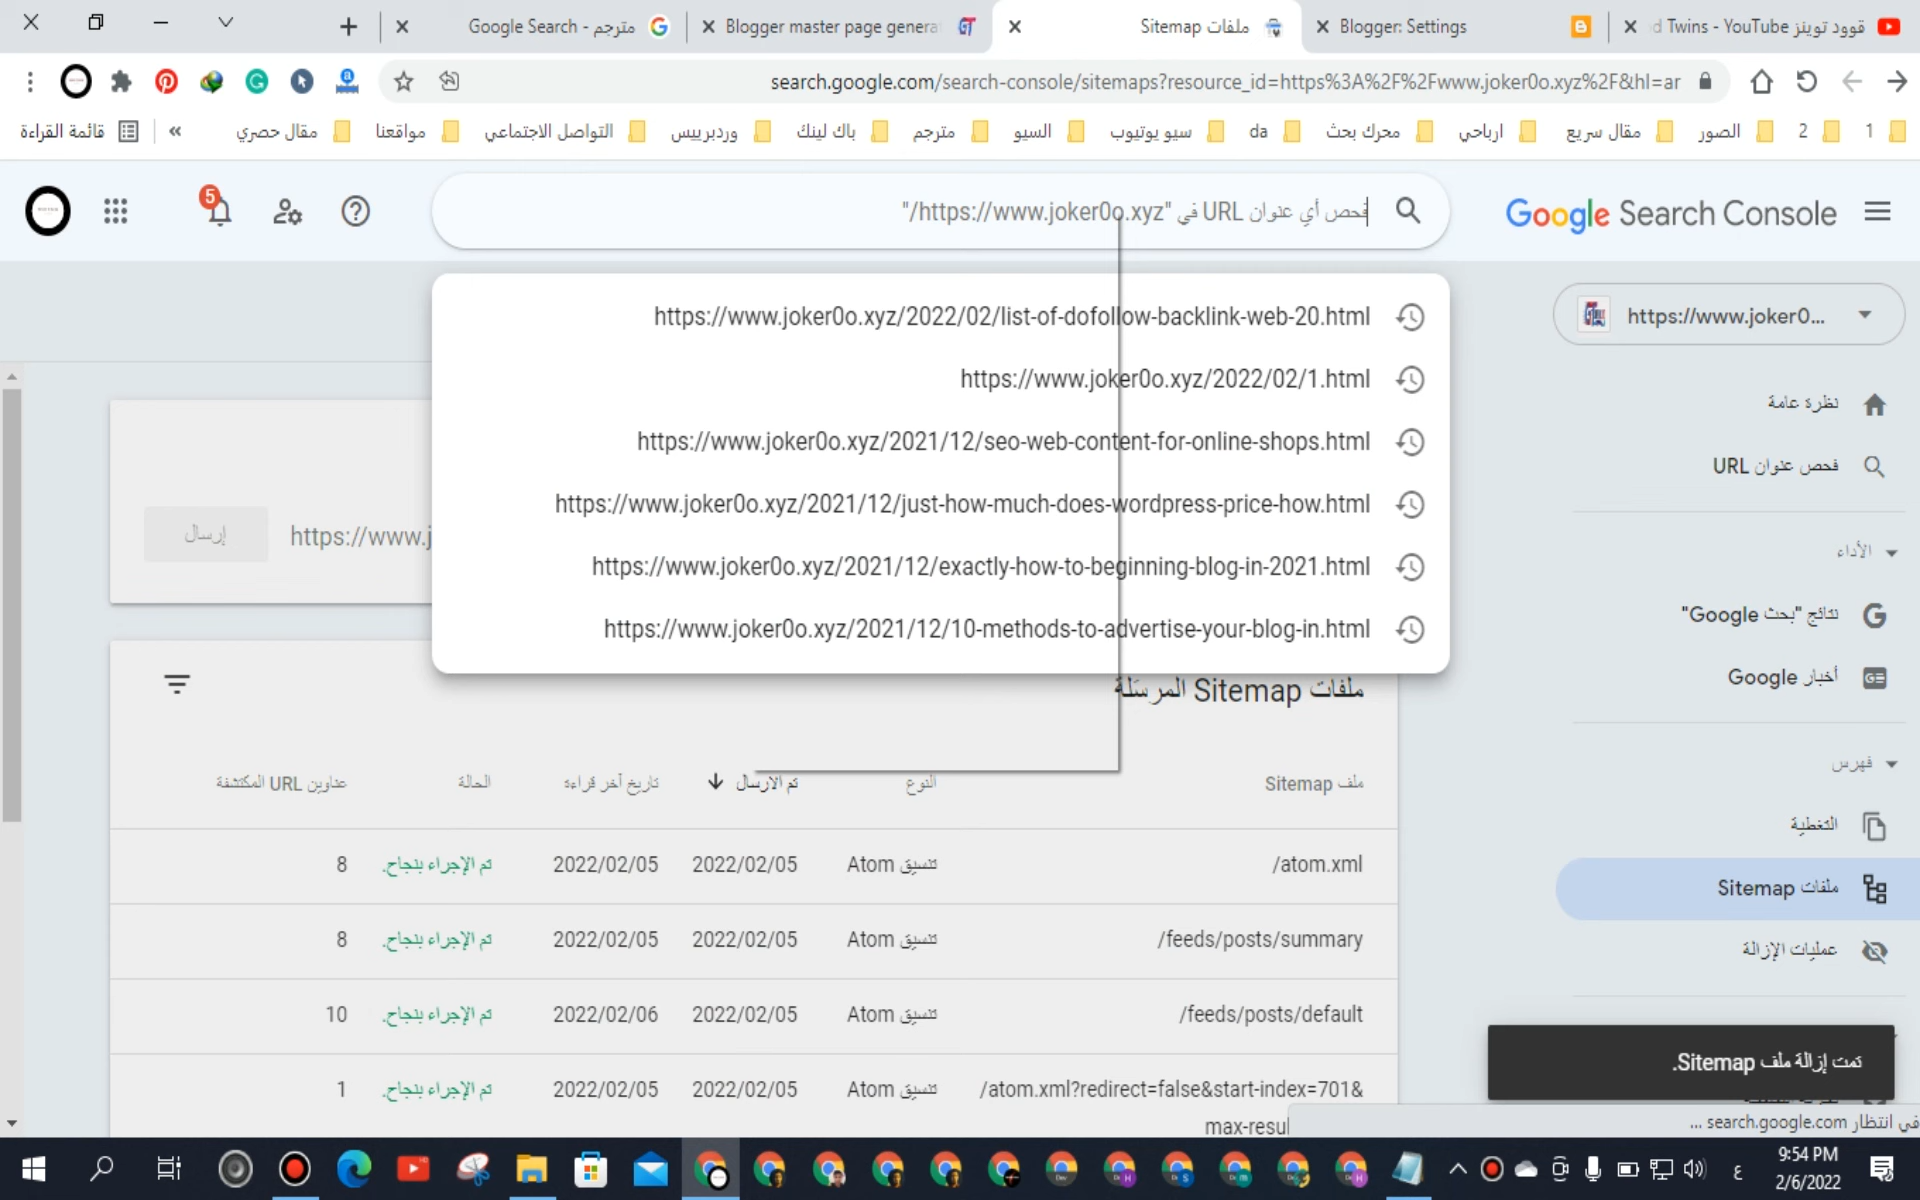 قوود توينز d Twins - YouTube
Blogger: Settings
ملفات Sitemap
Blogger master page genera
مترجم - Google Search
search.google.com/search-console/sitemaps?resource_id=https%3A%2F%2Fwww.joker0o.xyz%2F&hl=ar
1
2
الصور
مقال سريع
ارباحي
محرك بحث
da
سيو يوتيوب
السيو
مترجم
باك لينك
وردبرييس
التواصل الاجتماعي
مواقعنا
مقال حصري
«
قائمة القراءة
Google Search Console
فحص أي عنوان URL في "https://www.joker0o.xyz/"
5
https://www.joker0...
https://www.joker0o.xyz/2022/02/list-of-dofollow-backlink-web-20.html
https://www.joker0o.xyz/2022/02/1.html
https://www.joker0o.xyz/2021/12/seo-web-content-for-online-shops.html
https://www.joker0o.xyz/2021/12/just-how-much-does-wordpress-price-how.html
https://www.joker0o.xyz/2021/12/exactly-how-to-beginning-blog-in-2021.html
https://www.joker0o.xyz/2021/12/10-methods-to-advertise-your-blog-in.html
نظرة عامة
فحص عنوان URL
الأداء
نتائج "بحث Google"
أخبار Google
فهرس
التغطية
ملفات Sitemap
عمليات الإزالة
https://www.j
إرسال
ملفات Sitemap المرسَلة
ملف Sitemap النوع تم الارسال تاريخ آخر قراءة الحالة عناوين URL المكتشفة
/atom.xml تنسيق Atom 2022/02/05 2022/02/05 تم الإجراء بنجاح. 8
/feeds/posts/summary تنسيق Atom 2022/02/05 2022/02/05 تم الإجراء بنجاح. 8
/feeds/posts/default تنسيق Atom 2022/02/05 2022/02/06 تم الإجراء بنجاح. 10
/atom.xml?redirect=false&start-index=701& تنسيق Atom 2022/02/05 2022/02/05 تم الإجراء بنجاح. 1
max-resul
تمت إزالة ملف Sitemap.
في انتظار search.google.com ...
ع
9:54 PM
2/6/2022